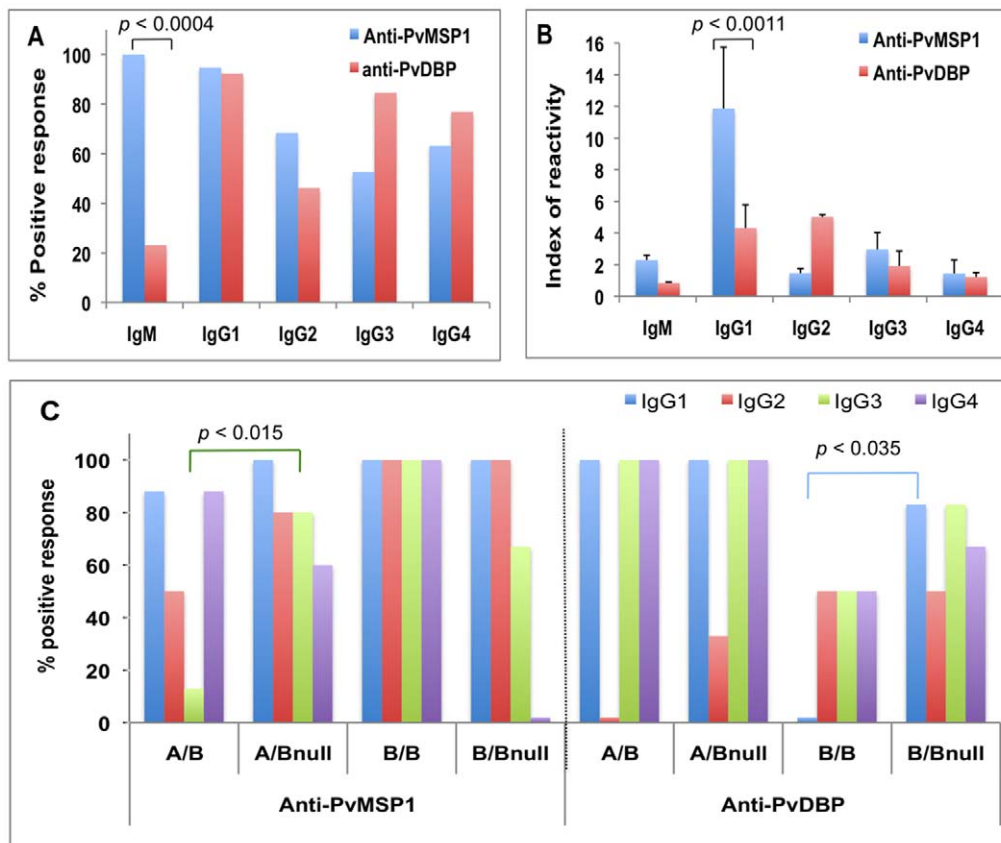 A
p < 0.0004
Anti-PvMSP1
anti-PvDBP
% Positive response
100
80
60
40
20
0
IgM IgG1 IgG2 IgG3 IgG4
B
p < 0.0011
Anti-PvMSP1
Anti-PvDBP
Index of reactivity
16
14
12
10
8
6
4
2
0
IgM IgG1 IgG2 IgG3 IgG4
C
IgG1 IgG2 IgG3 IgG4
p < 0.015
p < 0.035
% positive response
100
80
60
40
20
0
A/B A/Bnull B/B B/Bnull A/B A/Bnull B/B B/Bnull
Anti-PvMSP1 Anti-PvDBP